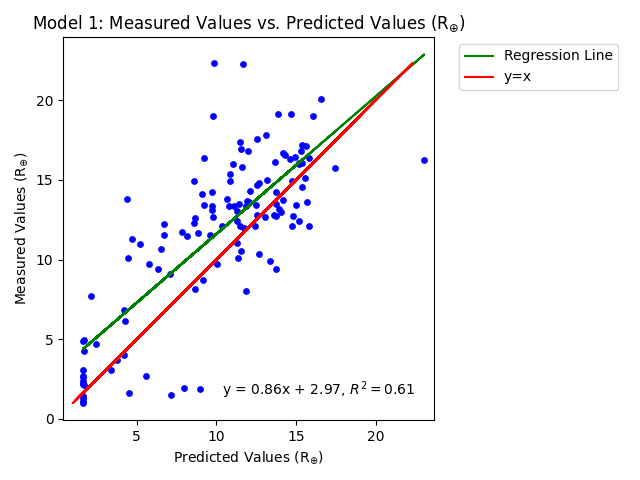 Model 1: Measured Values vs. Predicted Values (R⊕)
Regression Line
y=x
Measured Values (R⊕)
20
15
10
5
0
y = 0.86x + 2.97, R² = 0.61
5 10 15 20
Predicted Values (R⊕)